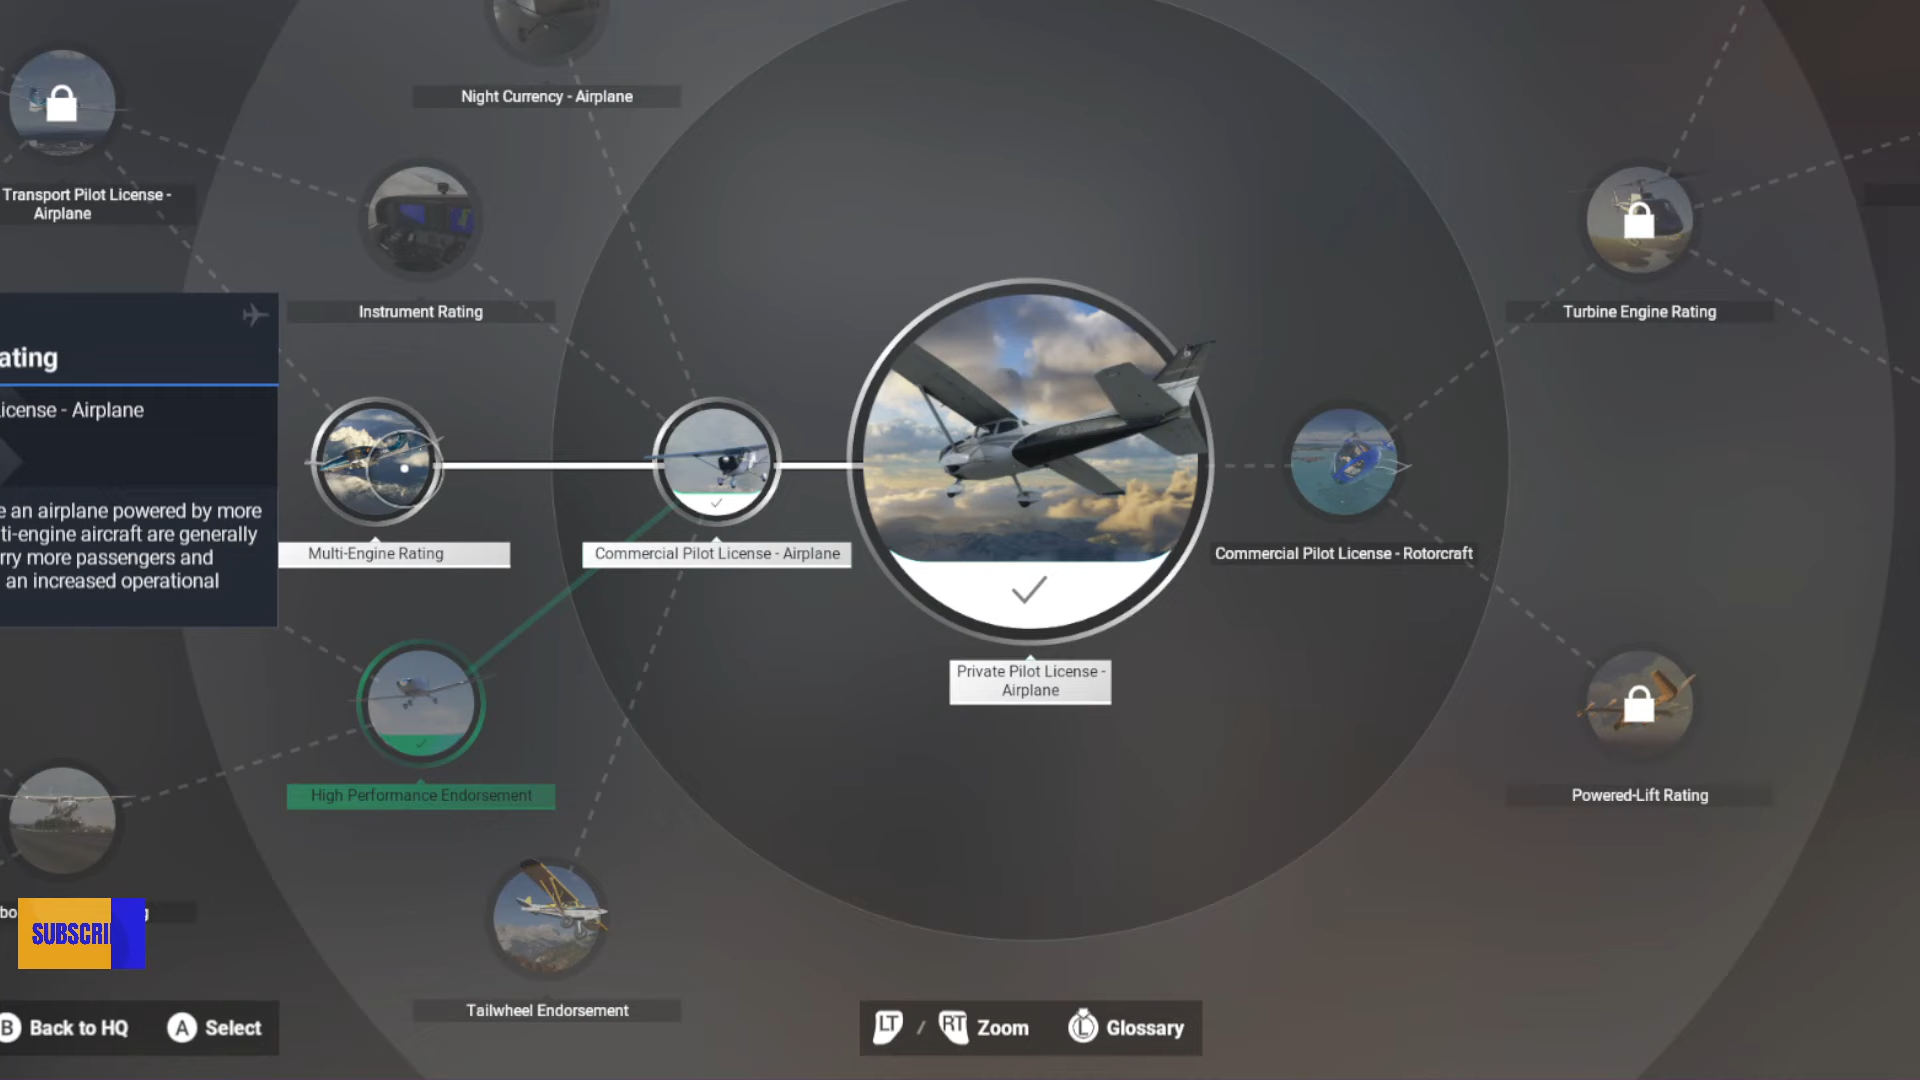 Night Currency - Airplane
Transport Pilot License -
Airplane
Instrument Rating
Turbine Engine Rating
ating
icense - Airplane
e an airplane powered by more
ti-engine aircraft are generally
rry more passengers and
an increased operational
Multi-Engine Rating
Commercial Pilot License - Airplane
Commercial Pilot License - Rotorcraft
Private Pilot License -
Airplane
High Performance Endorsement
Powered-Lift Rating
SUBSCRI
Tailwheel Endorsement
B Back to HQ
A Select
LT / RT Zoom
L Glossary